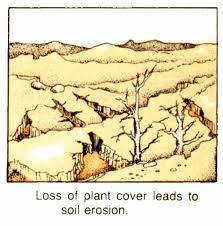 Loss of plant cover leads to
soil erosion.